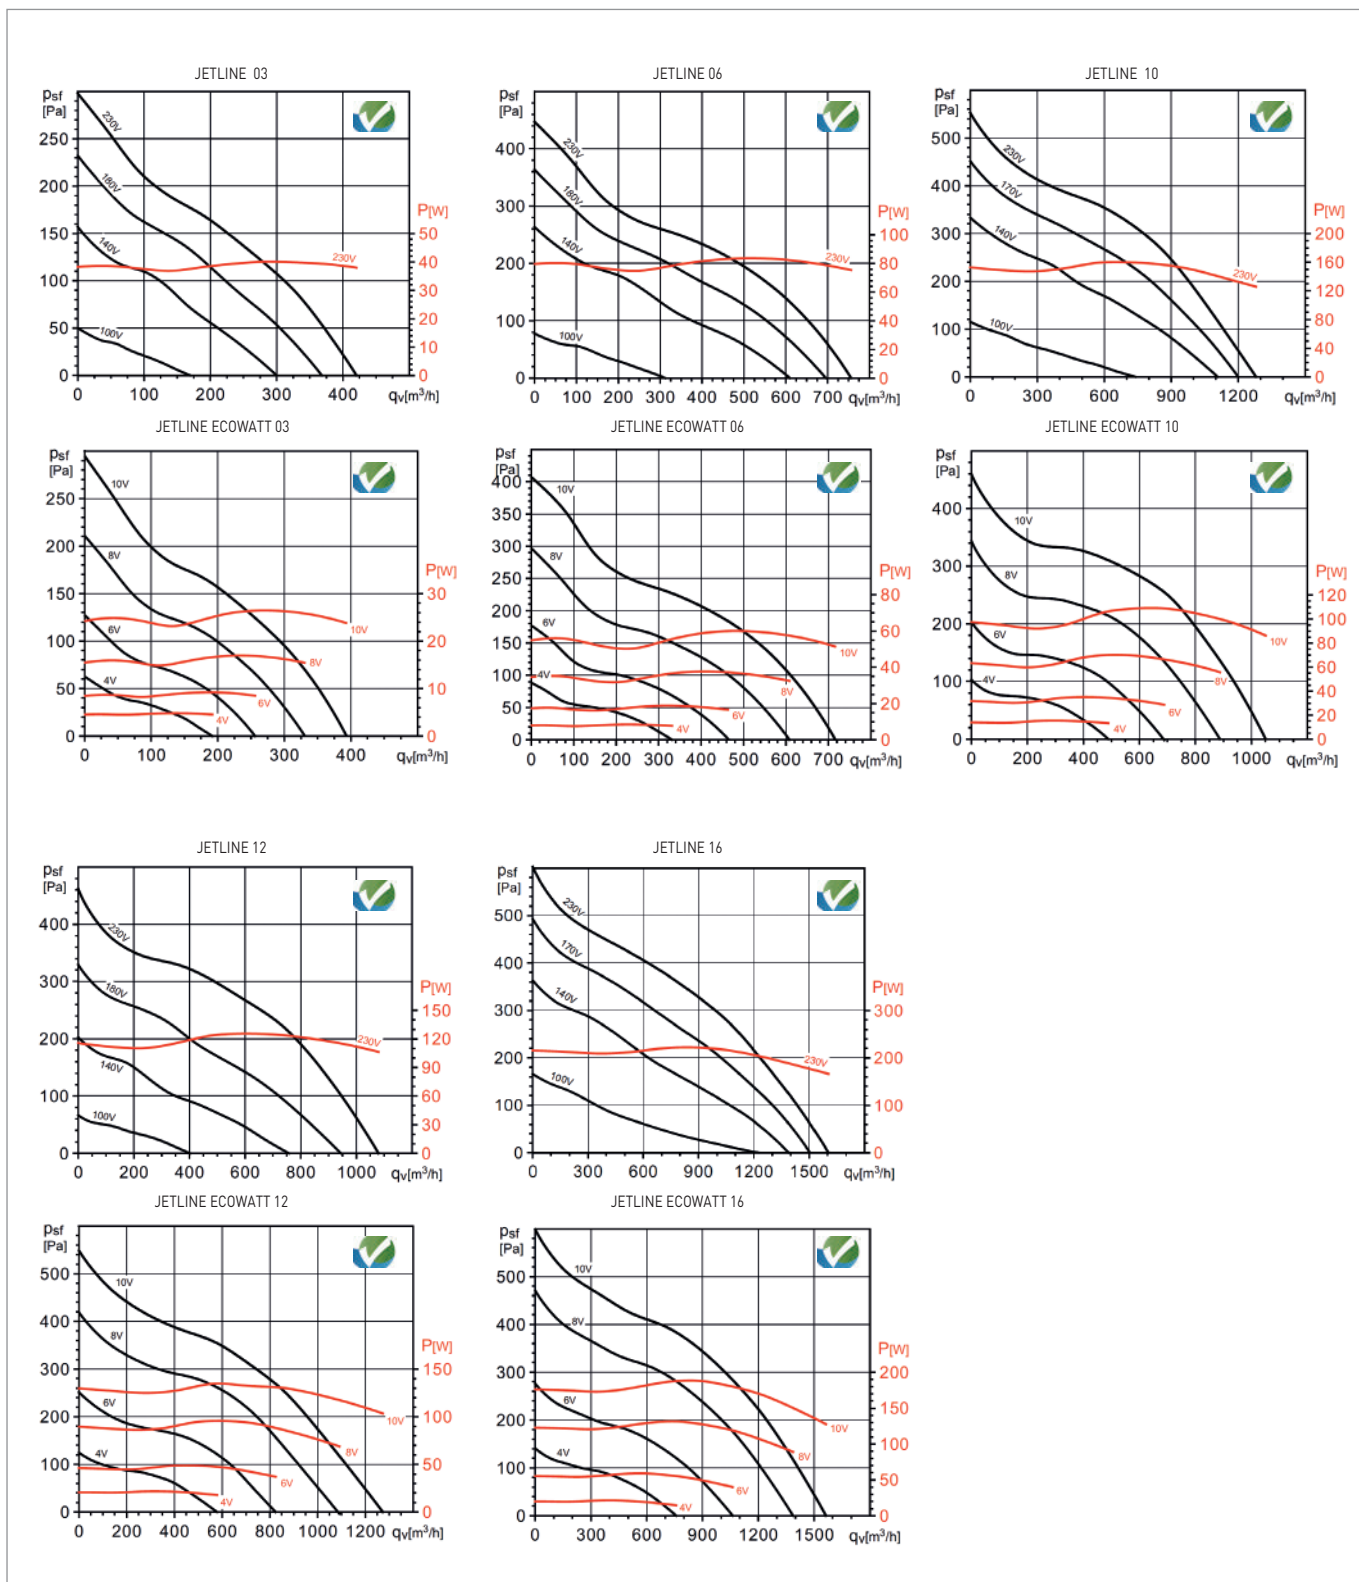 JETLINE 03
psf
[Pa]
250
200
150
100
50
0
230V
180V
140V
100V
230V
P[W]
50
40
30
20
10
0
0 100 200 300 400 qv[m³/h]
JETLINE 06
psf
[Pa]
400
300
200
100
0
230V
180V
140V
100V
230V
P[W]
100
80
60
40
20
0
0 100 200 300 400 500 600 700 qv[m³/h]
JETLINE 10
psf
[Pa]
500
400
300
200
100
0
230V
170V
140V
100V
230V
P[W]
200
160
120
80
40
0
0 300 600 900 1200 qv[m³/h]
JETLINE ECOWATT 03
psf
[Pa]
250
200
150
100
50
0
10V
8V
6V
4V
10V
8V
6V
4V
P[W]
30
20
10
0
0 100 200 300 400 qv[m³/h]
JETLINE ECOWATT 06
psf
[Pa]
400
350
300
250
200
150
100
50
0
10V
8V
6V
4V
10V
8V
6V
4V
P[W]
80
60
40
20
0
0 100 200 300 400 500 600 700 qv[m³/h]
JETLINE ECOWATT 10
psf
[Pa]
400
300
200
100
0
10V
8V
6V
4V
10V
8V
6V
4V
P[W]
120
100
80
60
40
20
0
0 200 400 600 800 1000 qv[m³/h]
JETLINE 12
psf
[Pa]
400
300
200
100
0
230V
180V
140V
100V
230V
P[W]
150
120
90
60
30
0
0 200 400 600 800 1000 qv[m³/h]
JETLINE 16
psf
[Pa]
500
400
300
200
100
0
230V
170V
140V
100V
230V
P[W]
300
200
100
0
0 300 600 900 1200 1500 qv[m³/h]
JETLINE ECOWATT 12
psf
[Pa]
500
400
300
200
100
0
10V
8V
6V
4V
10V
8V
6V
4V
P[W]
150
100
50
0
0 200 400 600 800 1000 1200 qv[m³/h]
JETLINE ECOWATT 16
psf
[Pa]
500
400
300
200
100
0
10V
8V
6V
4V
10V
8V
6V
4V
P[W]
200
150
100
50
0
0 300 600 900 1200 1500 qv[m³/h]